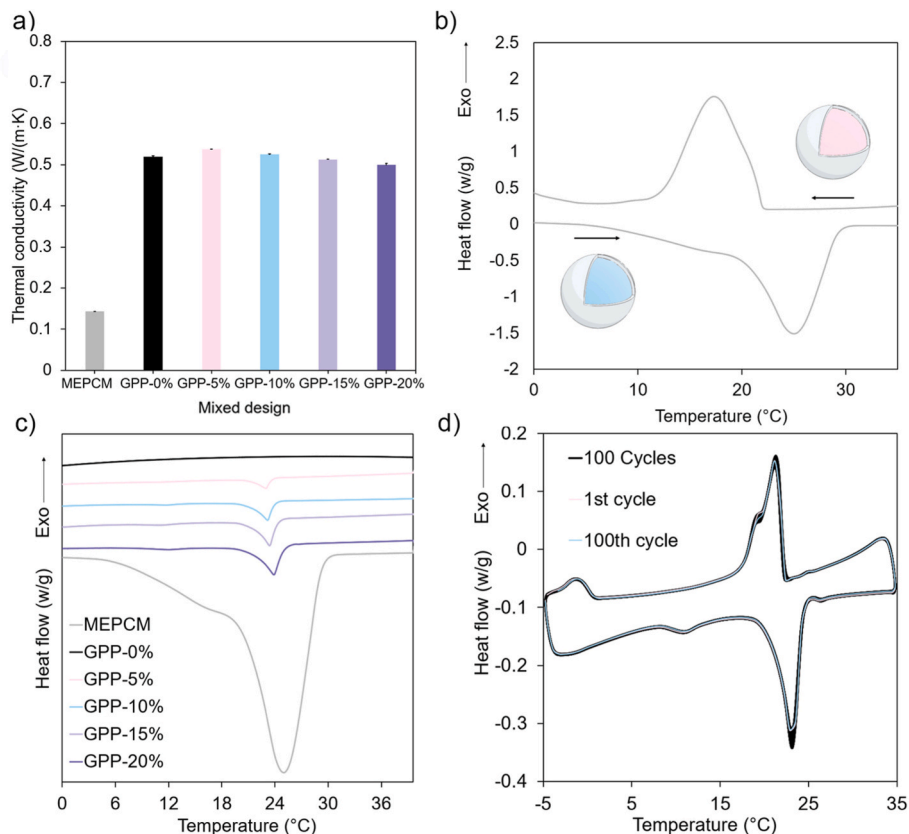 a)
0.8
0.7
0.6
0.5
0.4
0.3
0.2
0.1
0
Thermal conductivity (W/(m·K)
MEPCM GPP-0% GPP-5% GPP-10% GPP-15% GPP-20%
Mixed design
b)
Exo
2.5
2
1.5
1
0.5
0
-0.5
-1
-1.5
-2
Heat flow (w/g)
0 10 20 30
Temperature (°C)
c)
Exo
Heat flow (w/g)
MEPCM
GPP-0%
GPP-5%
GPP-10%
GPP-15%
GPP-20%
0 6 12 18 24 30 36
Temperature (°C)
d)
Exo
0.2
0.1
0
-0.1
-0.2
-0.3
-0.4
Heat flow (w/g)
100 Cycles
1st cycle
100th cycle
-5 5 15 25 35
Temperature (°C)